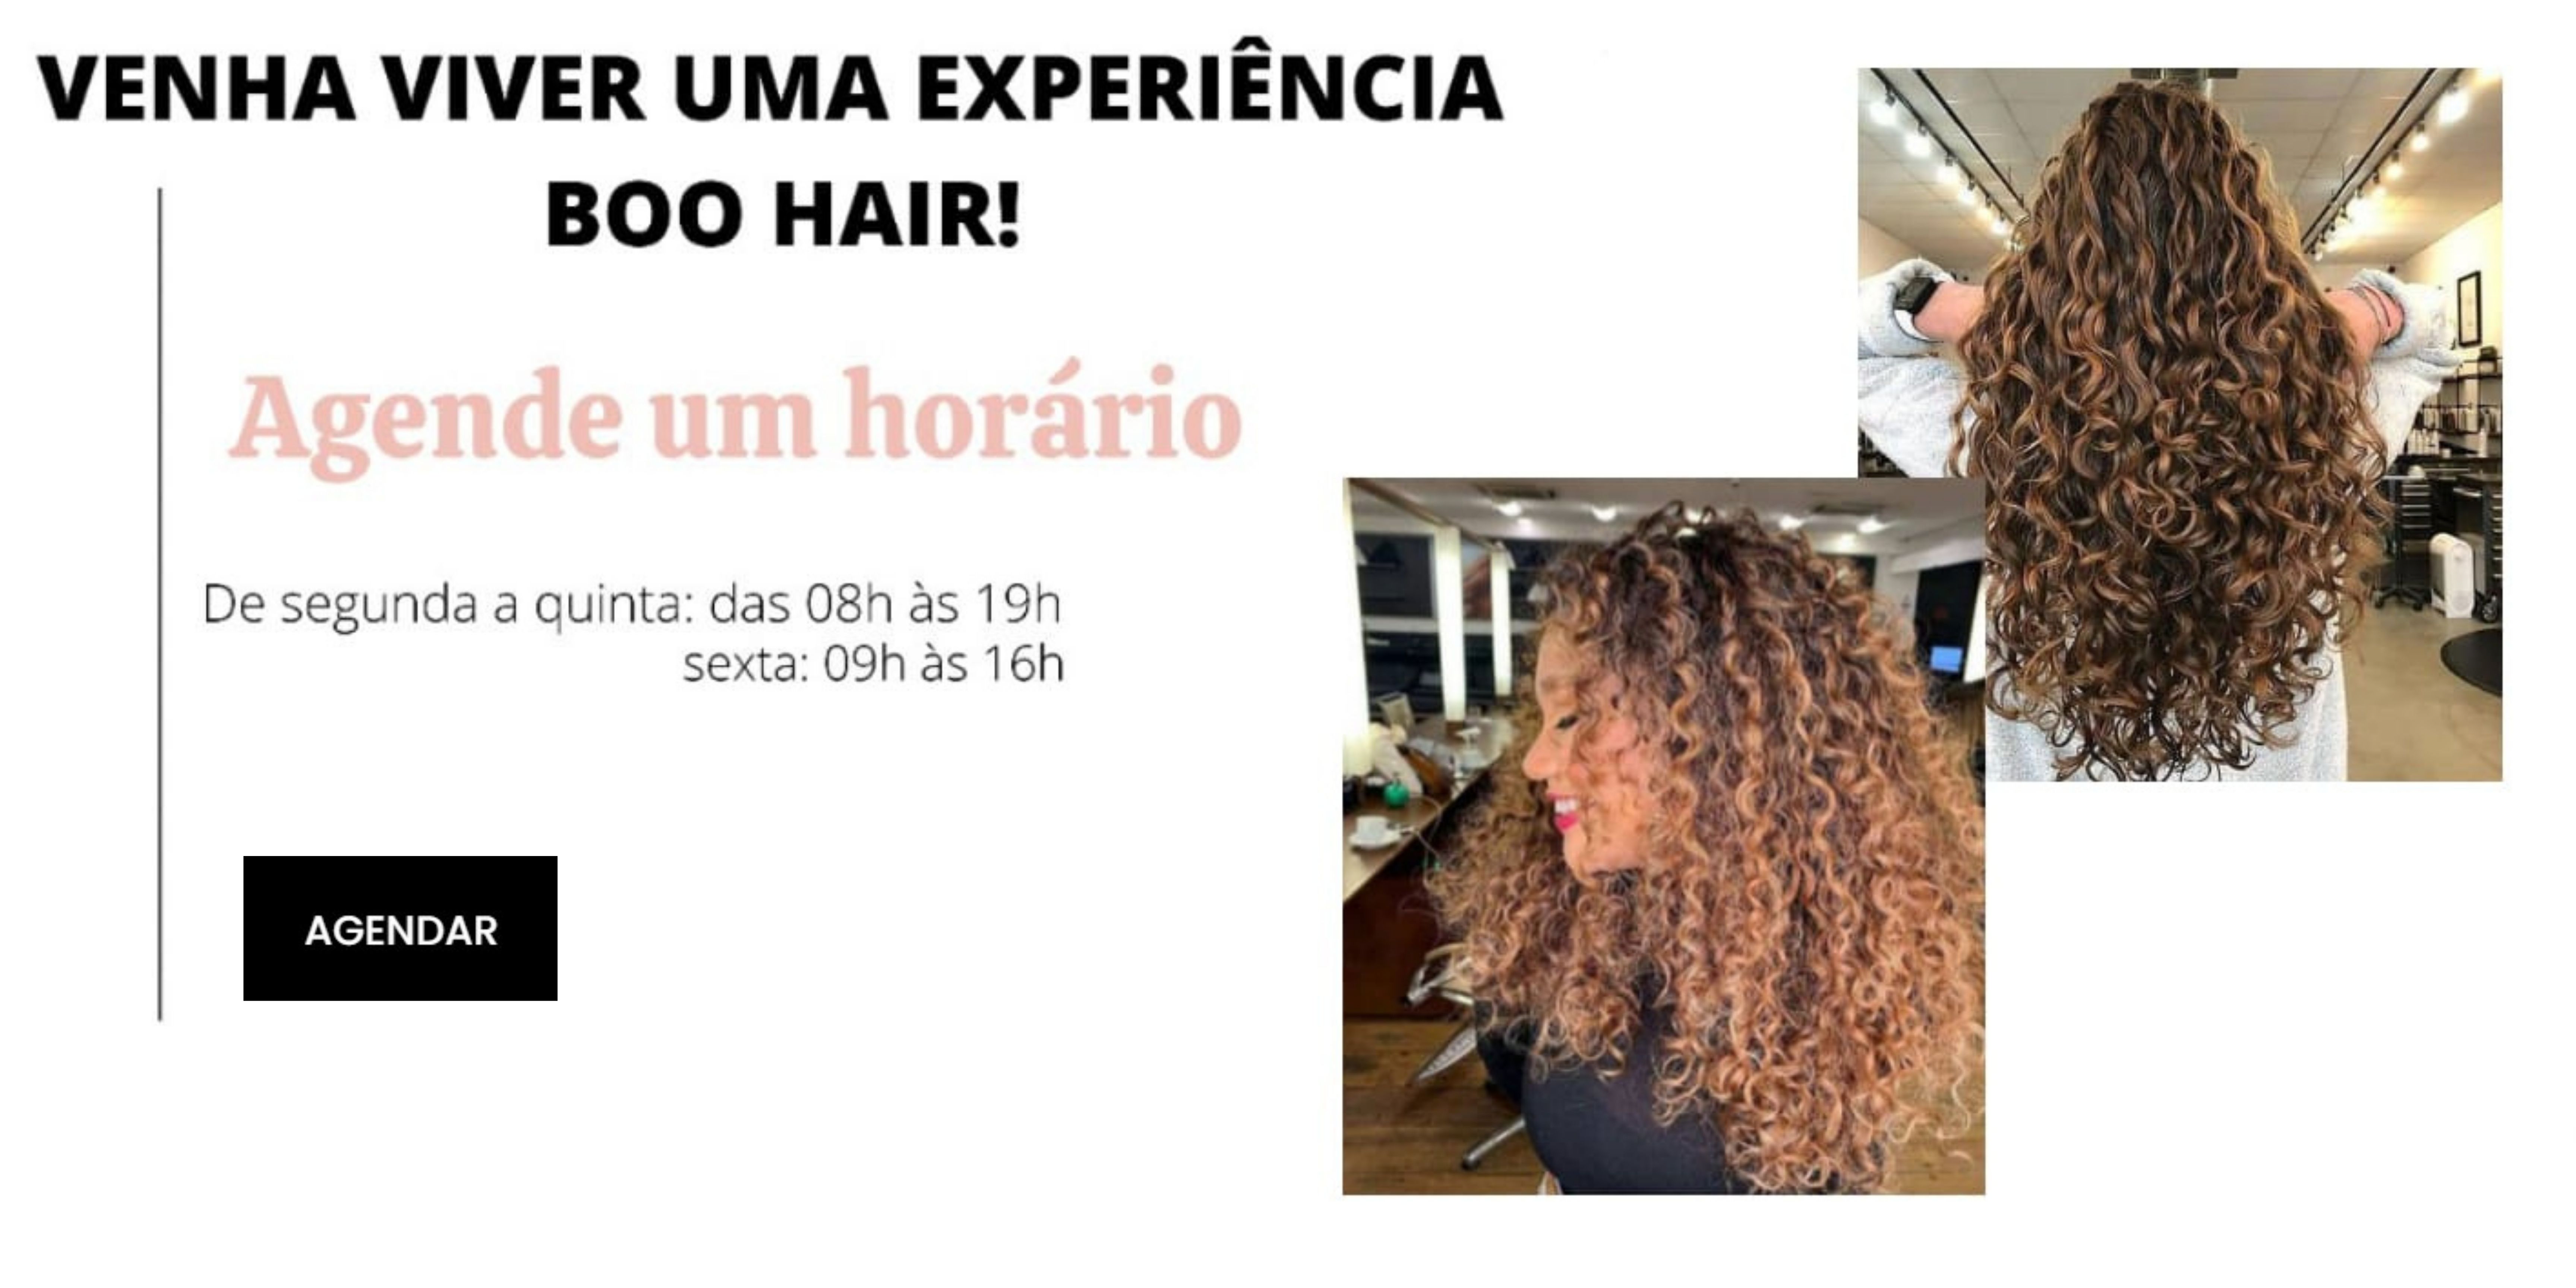 VENHA VIVER UMA EXPERIÊNCIA
BOO HAIR!
Agende um horário
De segunda a quinta: das 08h às 19h
sexta: 09h às 16h
AGENDAR